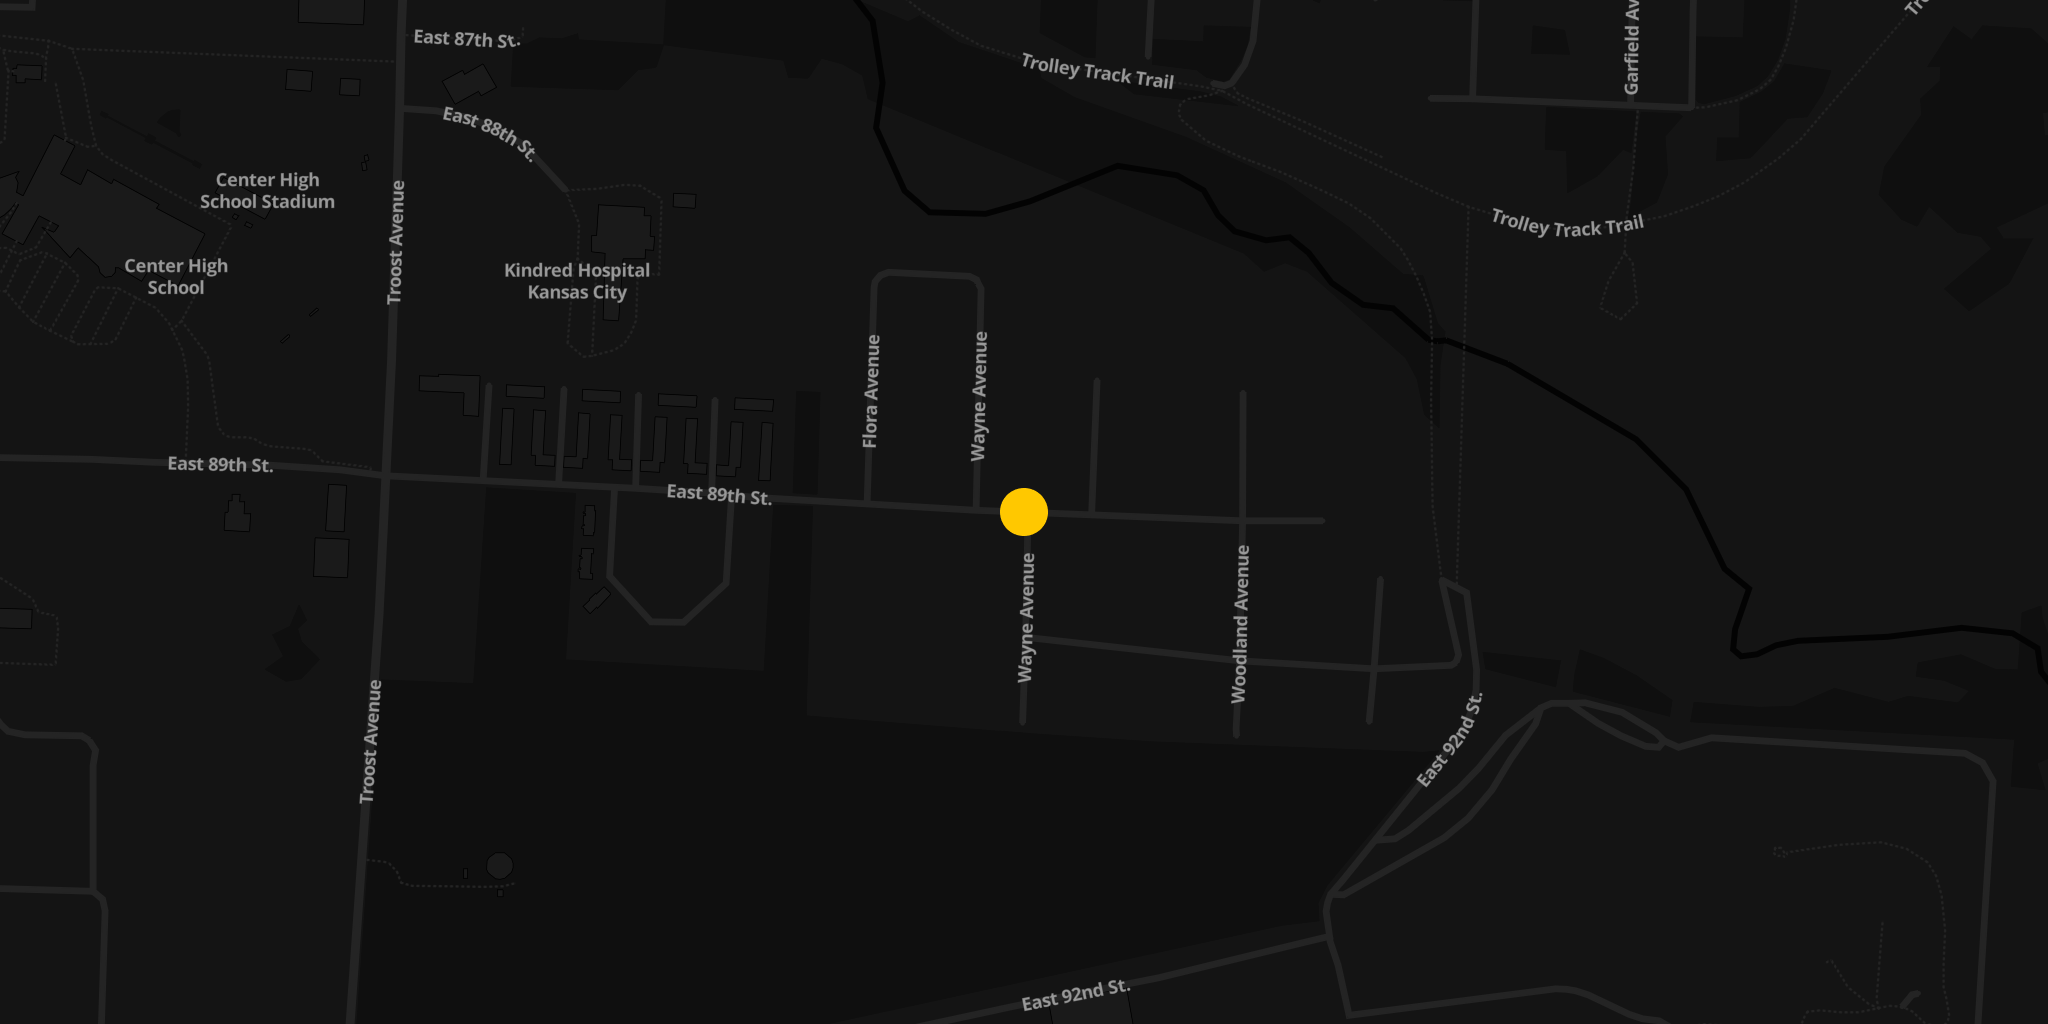 East 87th St.
Trolley Track Trail
Garfield Av
Tro
East 88th St.
Center High
School Stadium
Troost Avenue
Trolley Track Trail
Center High
School
Kindred Hospital
Kansas City
Flora Avenue
Wayne Avenue
East 89th St.
East 89th St.
Wayne Avenue
Woodland Avenue
Troost Avenue
East 92nd St.
East 92nd St.